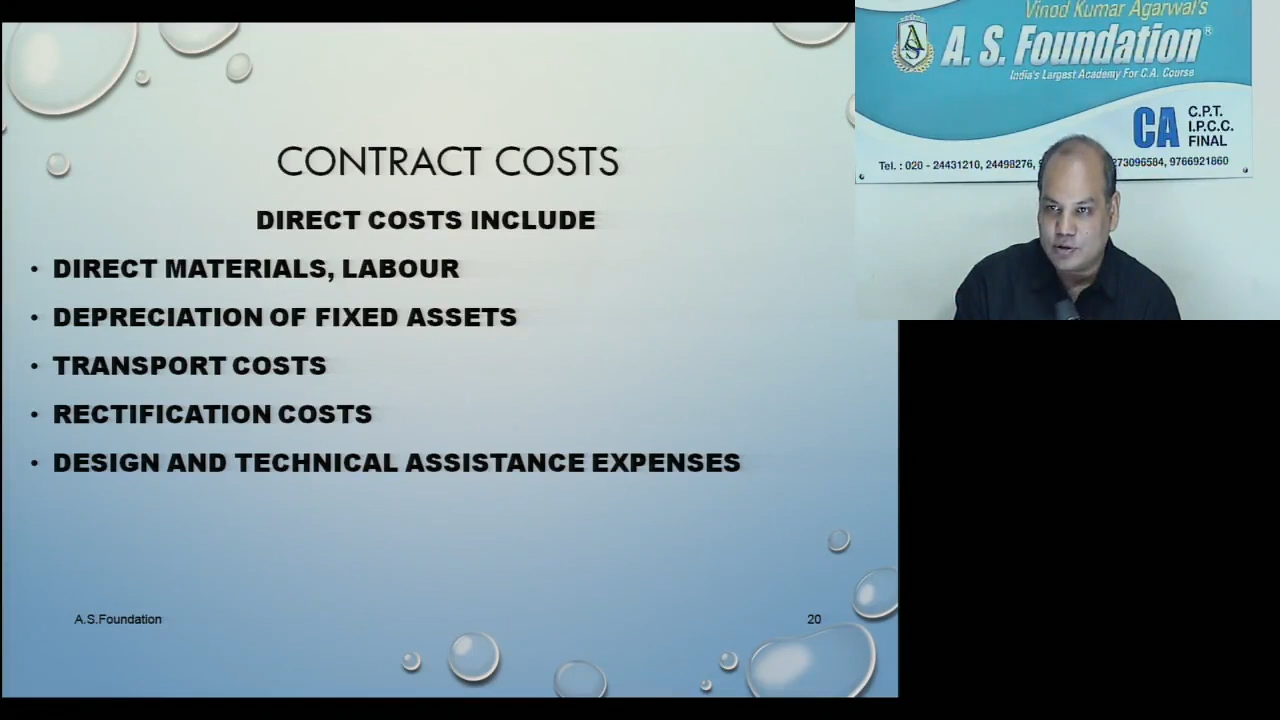 CONTRACT COSTS
DIRECT COSTS INCLUDE
• DIRECT MATERIALS, LABOUR
• DEPRECIATION OF FIXED ASSETS
• TRANSPORT COSTS
• RECTIFICATION COSTS
• DESIGN AND TECHNICAL ASSISTANCE EXPENSES
A.S.Foundation
20
Vinod Kumar Agarwal's
AS
A. S. Foundation®
India's Largest Academy For C.A. Course
CA
C.P.T.
I.P.C.C.
FINAL
Tel. : 020 - 24431210, 24498276, 9766921860